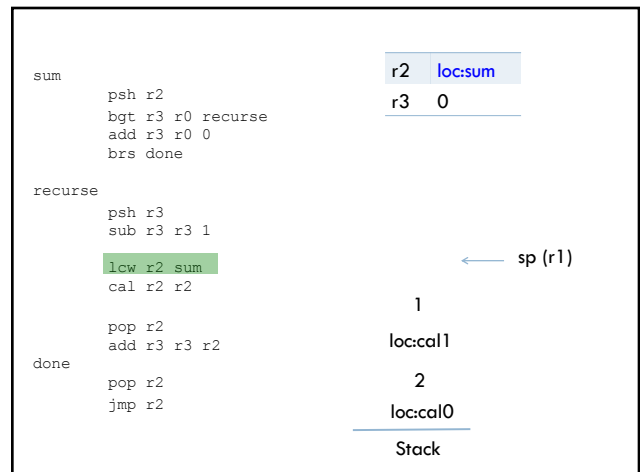 sum
psh r2
bgt r3 r0 recurse
add r3 r0 0
brs done
recurse
psh r3
sub r3 r3 1
lcw r2 sum
cal r2 r2
pop r2
add r3 r3 r2
done
pop r2
jmp r2
r2 loc:sum
r3 0
sp (r1)
1
loc:cal1
2
loc:cal0
Stack